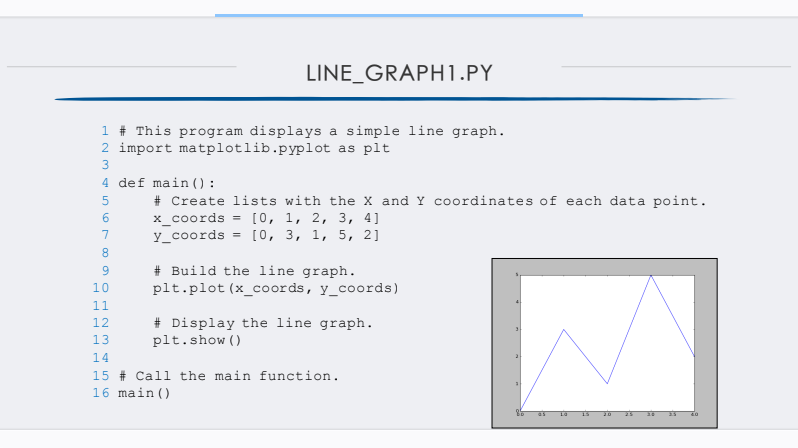 LINE_GRAPH1.PY
1 # This program displays a simple line graph.
2 import matplotlib.pyplot as plt
3
4 def main():
5     # Create lists with the X and Y coordinates of each data point.
6     x_coords = [0, 1, 2, 3, 4]
7     y_coords = [0, 3, 1, 5, 2]
8
9     # Build the line graph.
10     plt.plot(x_coords, y_coords)
11
12     # Display the line graph.
13     plt.show()
14
15 # Call the main function.
16 main()
5
4
3
2
1
0
0.0 0.5 1.0 1.5 2.0 2.5 3.0 3.5 4.0